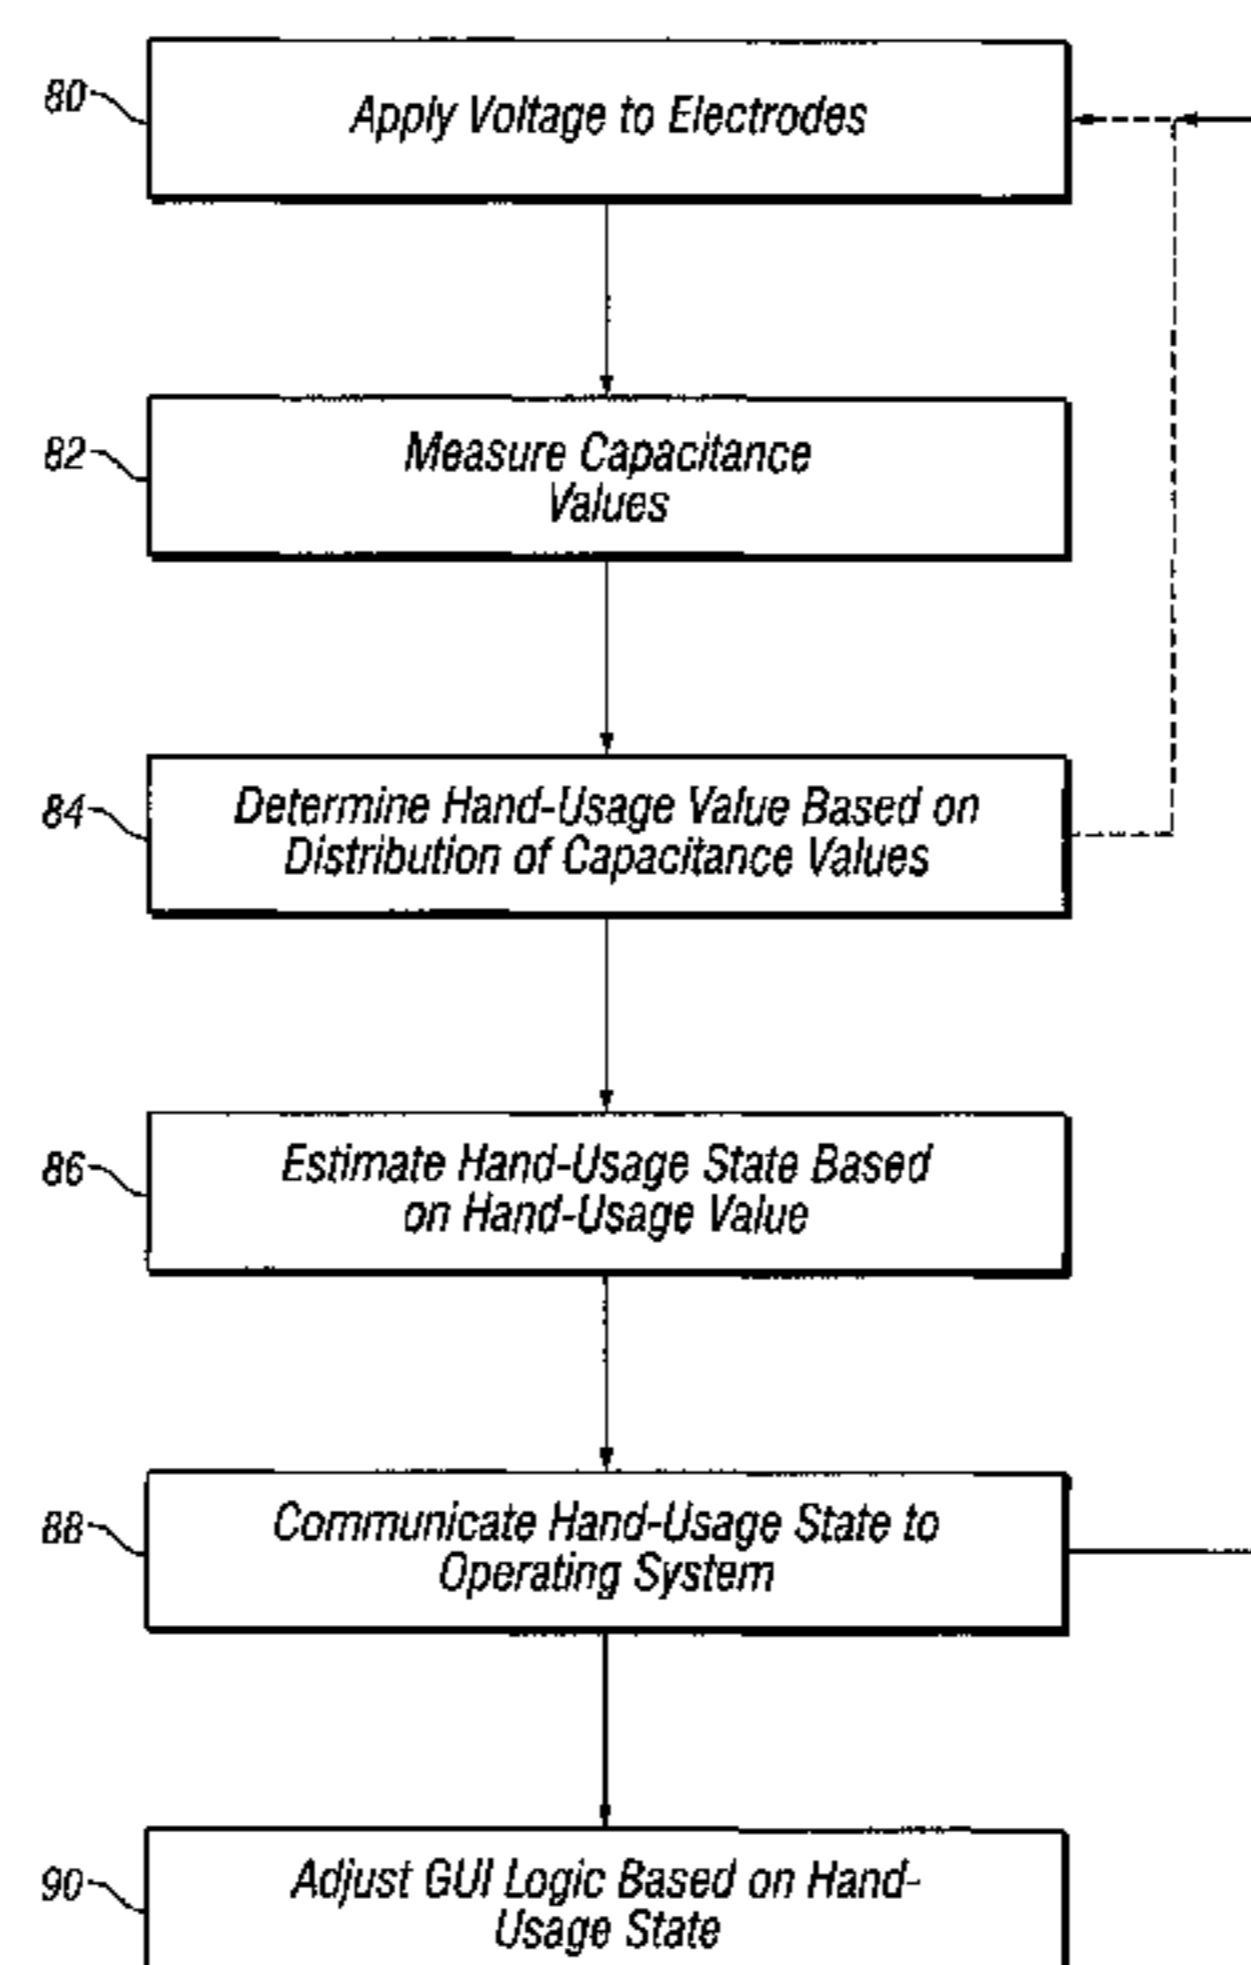 80
Apply Voltage to Electrodes
82
Measure Capacitance
Values
84
Determine Hand-Usage Value Based on
Distribution of Capacitance Values
86
Estimate Hand-Usage State Based
on Hand-Usage Value
88
Communicate Hand-Usage State to
Operating System
90
Adjust GUI Logic Based on Hand-
Usage State